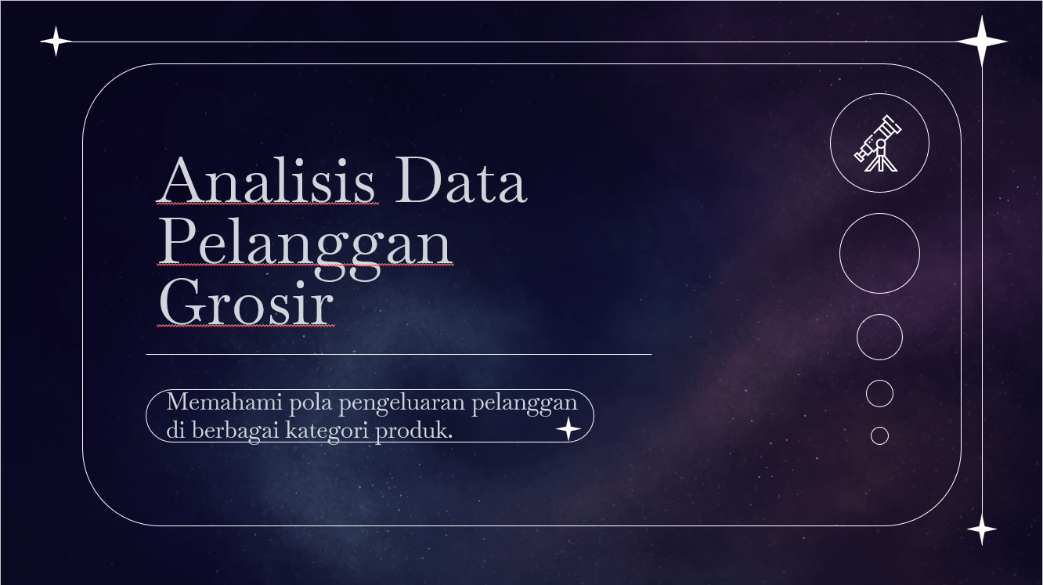 Analisis Data
Pelanggan
Grosir
Memahami pola pengeluaran pelanggan
di berbagai kategori produk.